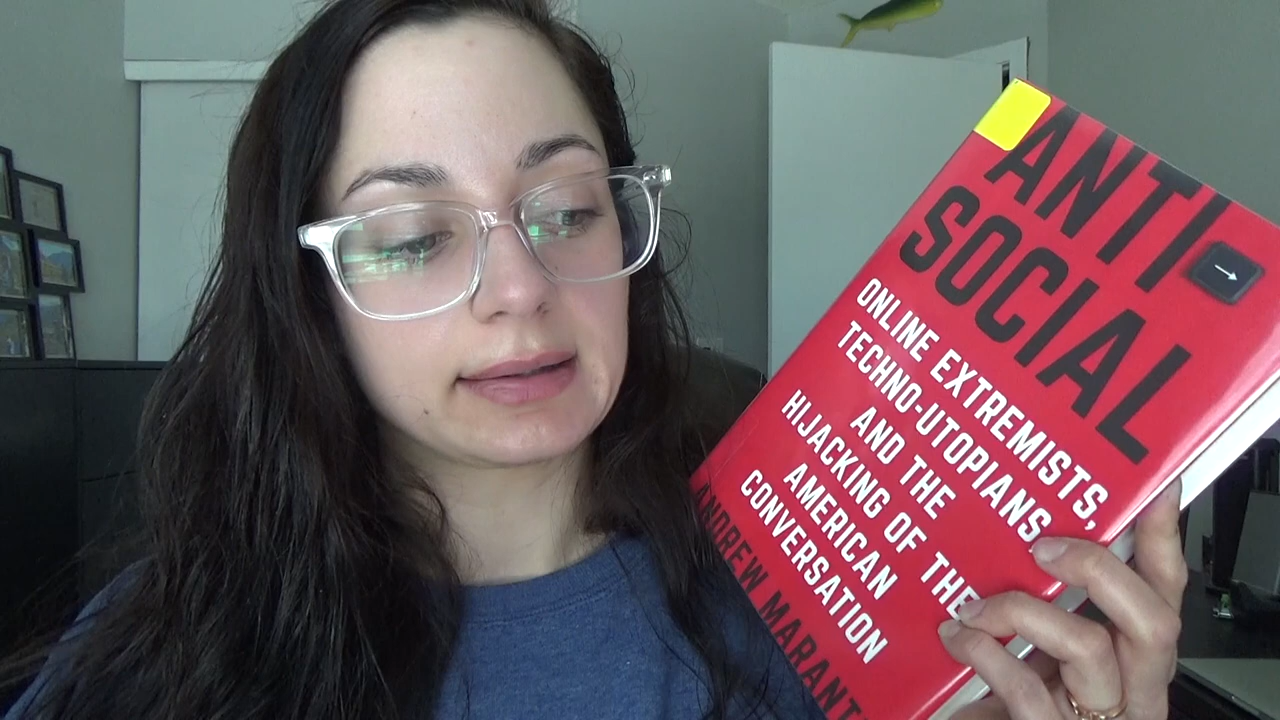 ANTI-
SOCIAL
ONLINE EXTREMISTS,
TECHNO-UTOPIANS
AND THE
HIJACKING OF THE
AMERICAN
CONVERSATION
ANDREW MARANT